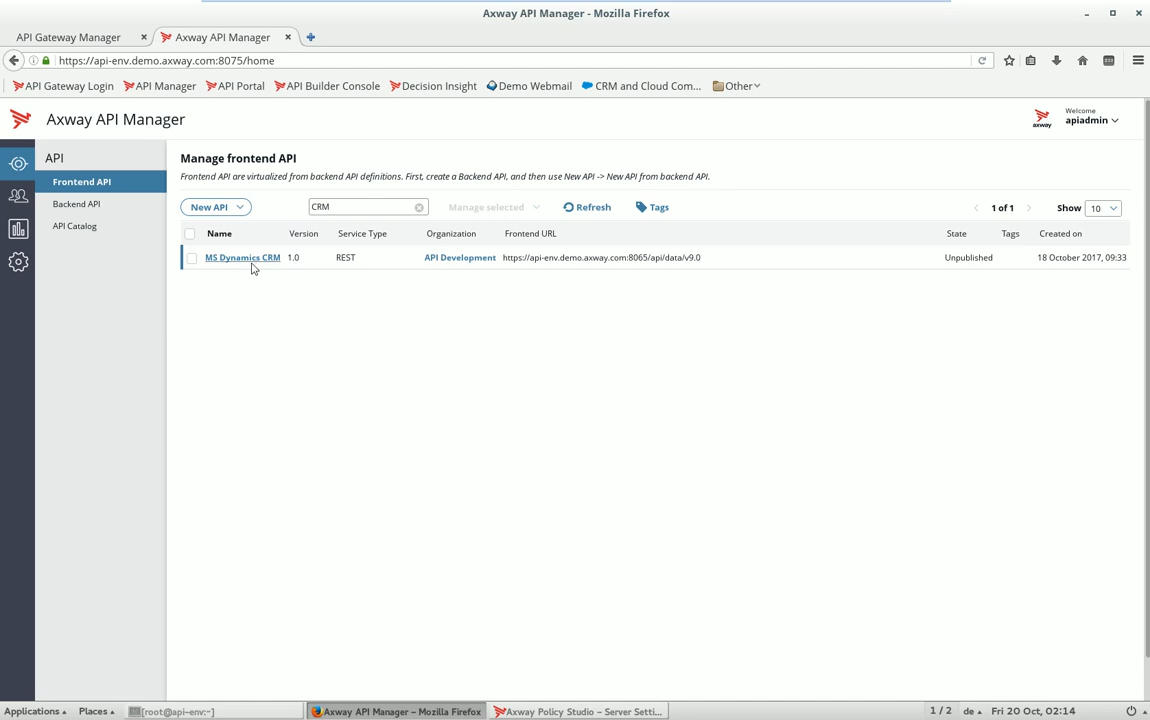 Axway API Manager - Mozilla Firefox
API Gateway Manager
Axway API Manager
https://api-env.demo.axway.com:8075/home
API Gateway Login
API Manager
API Portal
API Builder Console
Decision Insight
Demo Webmail
CRM and Cloud Com...
Other
Axway API Manager
axway
Welcome
apiadmin
API
Frontend API
Backend API
API Catalog
Manage frontend API
Frontend API are virtualized from backend API definitions. First, create a Backend API, and then use New API -> New API from backend API.
New API
CRM
Manage selected
Refresh
Tags
1 of 1
Show 10
Name Version Service Type Organization Frontend URL State Tags Created on
MS Dynamics CRM 1.0 REST API Development https://api-env.demo.axway.com:8065/api/data/v9.0 Unpublished 18 October 2017, 09:33
Applications
Places
[root@api-env:~]
Axway API Manager – Mozilla Firefox
Axway Policy Studio – Server Setti...
1 / 2
de
Fri 20 Oct, 02:14